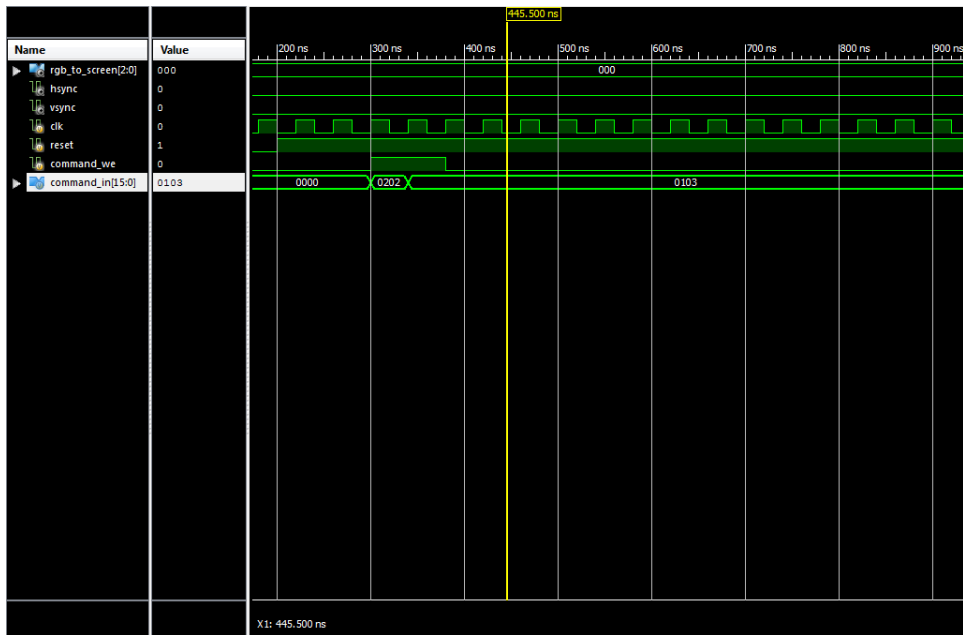 445.500 ns
Name Value
200 ns 300 ns 400 ns 500 ns 600 ns 700 ns 800 ns 900 ns
rgb_to_screen[2:0] 000 000
hsync 0
vsync 0
clk 0
reset 1
command_we 0
command_in[15:0] 0103 0000 0202 0103
X1: 445.500 ns